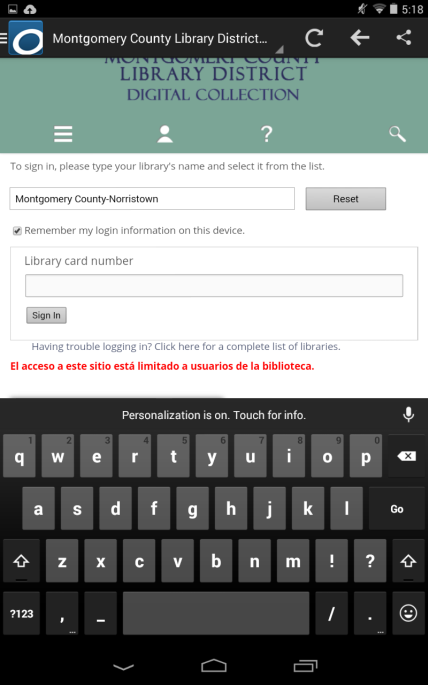 5:18
Montgomery County Library District...
MONTGOMERY COUNTY
LIBRARY DISTRICT
DIGITAL COLLECTION
?
To sign in, please type your library's name and select it from the list.
Montgomery County-Norristown Reset
Remember my login information on this device.
Library card number
Sign In
Having trouble logging in? Click here for a complete list of libraries.
El acceso a este sitio está limitado a usuarios de la biblioteca.
Personalization is on. Touch for info.
1 2 3 4 5 6 7 8 9 0
q w e r t y u i o p
a s d f g h j k l Go
z x c v b n m ! ?
?123 , _ / .
... ...